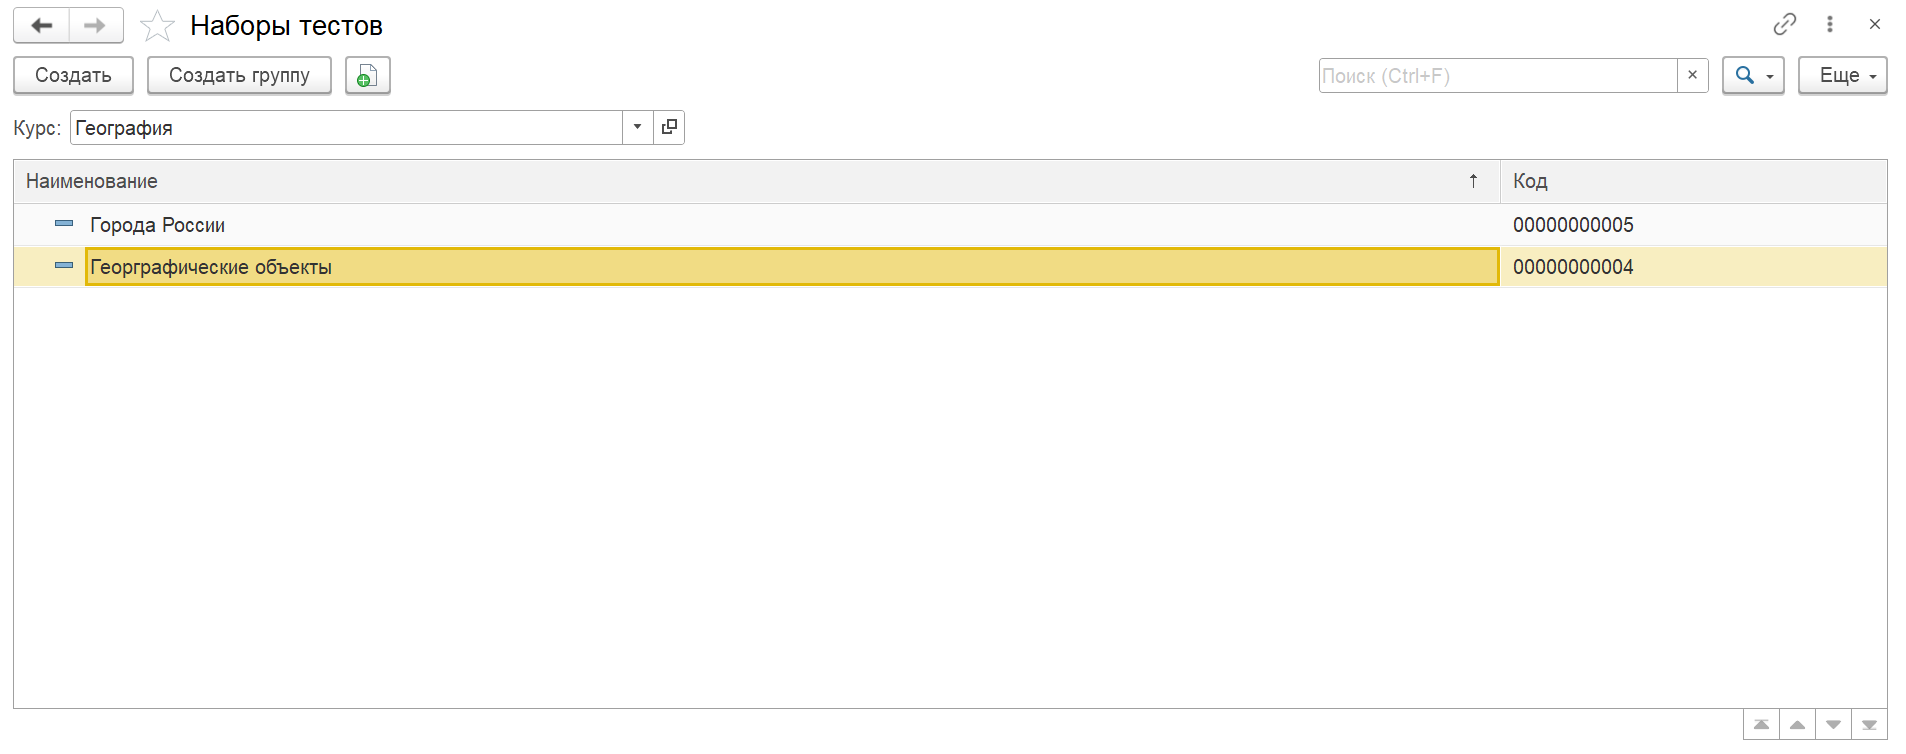 Наборы тестов
Создать Создать группу Поиск (Ctrl+F) × Еще
Курс: География
Наименование ↑ Код
Города России 00000000005
Георграфические объекты 00000000004